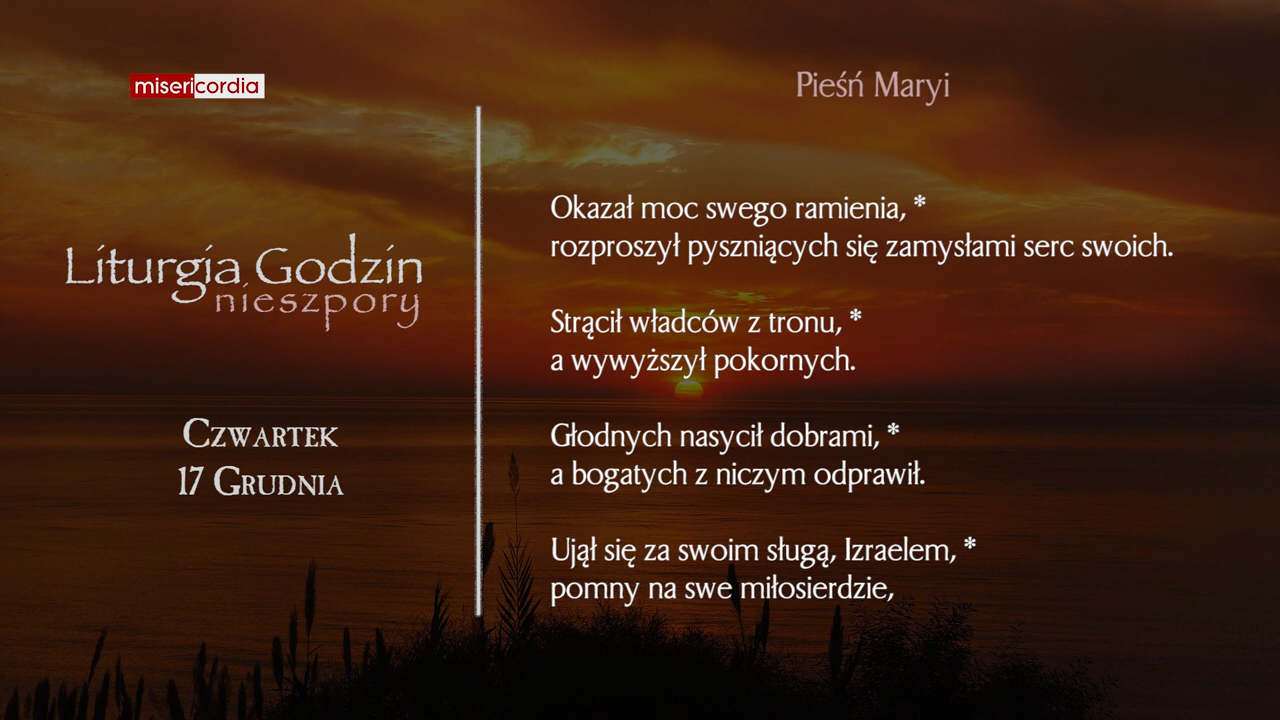 misericordia
Liturgia Godzin
nieszpory
Czwartek
17 Grudnia
Pieśń Maryi
Okazał moc swego ramienia, *
rozproszył pyszniących się zamysłami serc swoich.
Strącił władców z tronu, *
a wywyższył pokornych.
Głodnych nasycił dobrami, *
a bogatych z niczym odprawił.
Ujął się za swoim sługą, Izraelem, *
pomny na swe miłosierdzie,